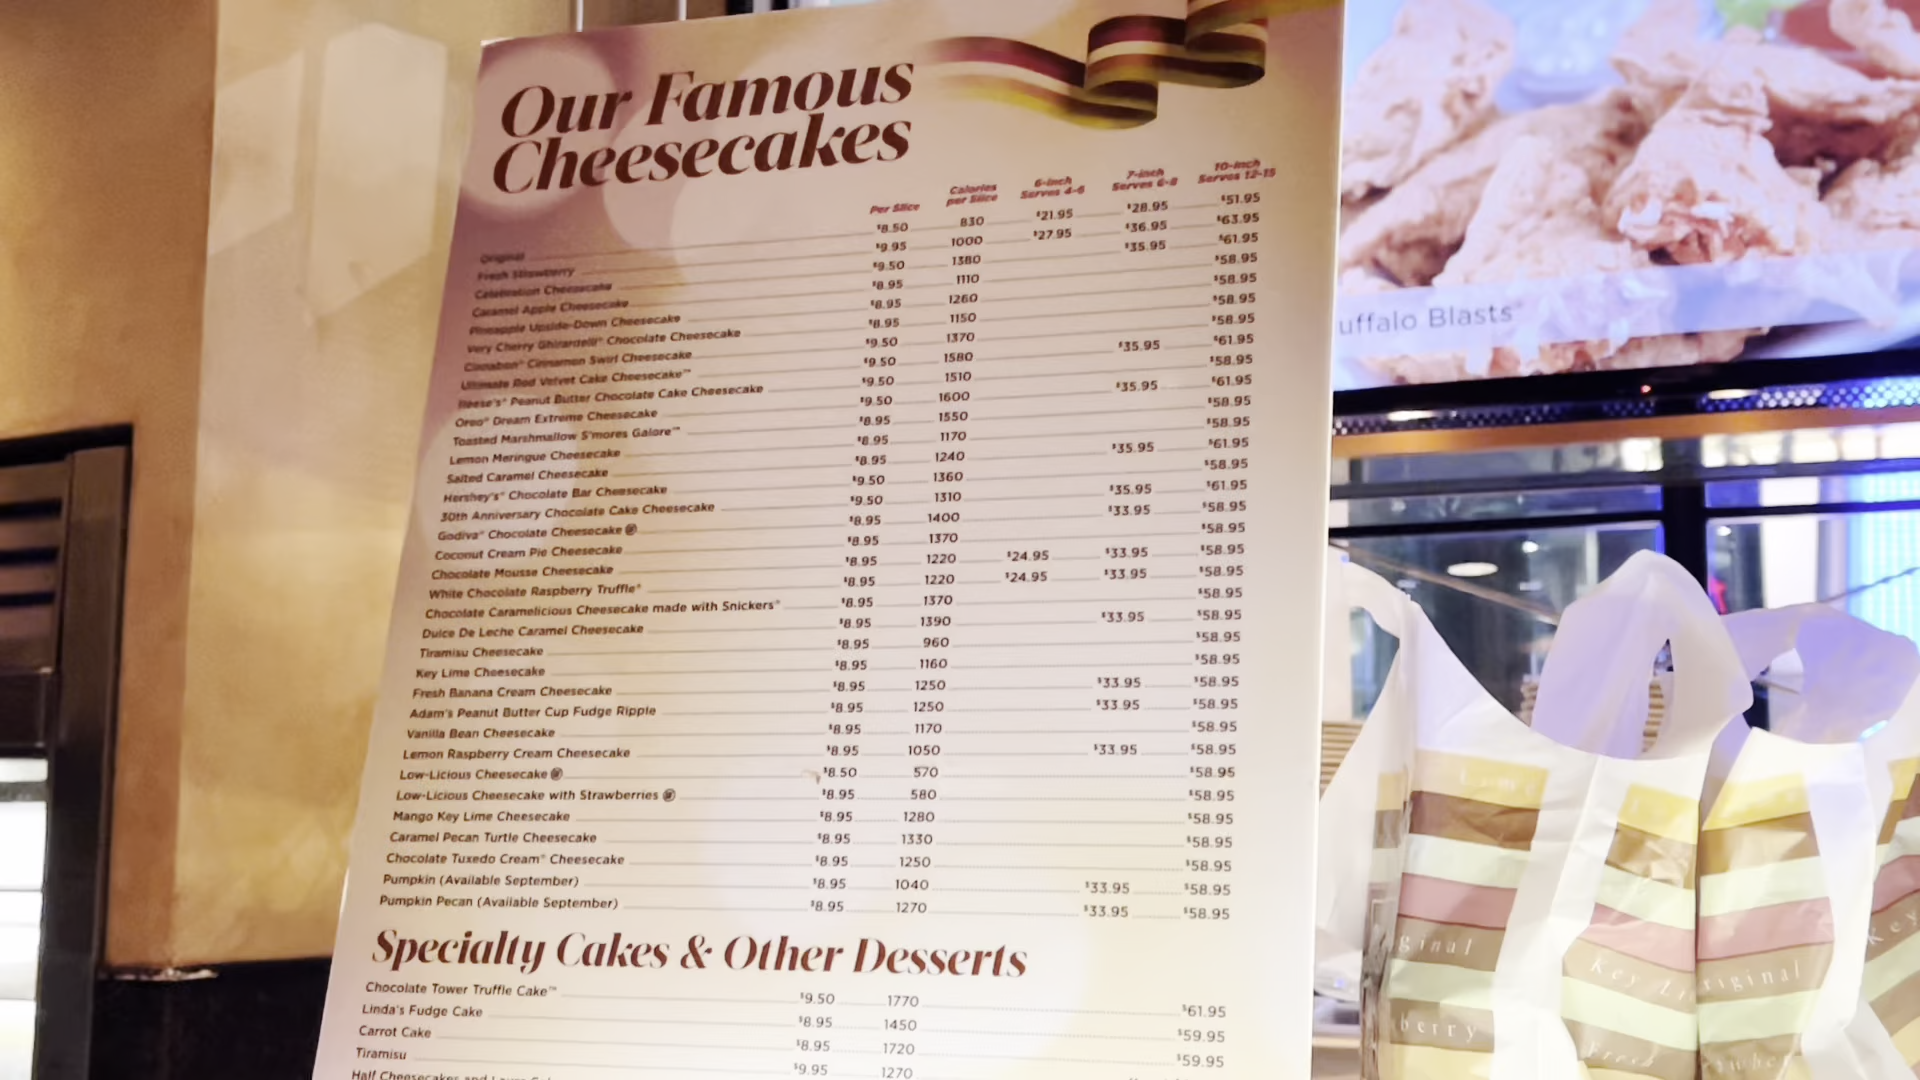 Our Famous
Cheesecakes
Per Slice Calories per Slice 6-inch Serves 4-6 7-inch Serves 6-8 10-inch Serves 12-15
Original $8.50 830 $21.95 $28.95 $51.95
Fresh Strawberry $9.95 1000 $27.95 $36.95 $63.95
Celebration Cheesecake $9.50 1380 $35.95 $61.95
Caramel Apple Cheesecake $8.95 1110 $58.95
Pineapple Upside-Down Cheesecake $8.95 1260 $58.95
Very Cherry Ghirardelli® Chocolate Cheesecake $8.95 1150 $58.95
Cinnabon® Cinnamon Swirl Cheesecake $9.50 1370 $58.95
Ultimate Red Velvet Cake Cheesecake™ $9.50 1580 $35.95 $61.95
Reese's® Peanut Butter Chocolate Cake Cheesecake $9.50 1510 $58.95
Oreo® Dream Extreme Cheesecake $9.50 1600 $35.95 $61.95
Toasted Marshmallow S'mores Galore™ $8.95 1550 $58.95
Lemon Meringue Cheesecake $8.95 1170 $58.95
Salted Caramel Cheesecake $8.95 1240 $35.95 $61.95
Hershey's® Chocolate Bar Cheesecake $9.50 1360 $58.95
30th Anniversary Chocolate Cake Cheesecake $9.50 1310 $35.95 $61.95
Godiva® Chocolate Cheesecake $8.95 1400 $33.95 $58.95
Coconut Cream Pie Cheesecake $8.95 1370 $58.95
Chocolate Mousse Cheesecake $8.95 1220 $24.95 $33.95 $58.95
White Chocolate Raspberry Truffle® $8.95 1220 $24.95 $33.95 $58.95
Chocolate Caramelicious Cheesecake made with Snickers® $8.95 1370 $58.95
Dulce De Leche Caramel Cheesecake $8.95 1390 $33.95 $58.95
Tiramisu Cheesecake $8.95 960 $58.95
Key Lime Cheesecake $8.95 1160 $58.95
Fresh Banana Cream Cheesecake $8.95 1250 $33.95 $58.95
Adam's Peanut Butter Cup Fudge Ripple $8.95 1250 $33.95 $58.95
Vanilla Bean Cheesecake $8.95 1170 $58.95
Lemon Raspberry Cream Cheesecake $8.95 1050 $33.95 $58.95
Low-Licious Cheesecake $8.50 570 $58.95
Low-Licious Cheesecake with Strawberries $8.95 580 $58.95
Mango Key Lime Cheesecake $8.95 1280 $58.95
Caramel Pecan Turtle Cheesecake $8.95 1330 $58.95
Chocolate Tuxedo Cream® Cheesecake $8.95 1250 $58.95
Pumpkin (Available September) $8.95 1040 $33.95 $58.95
Pumpkin Pecan (Available September) $8.95 1270 $33.95 $58.95
Specialty Cakes & Other Desserts
Chocolate Tower Truffle Cake™ $9.50 1770 $61.95
Linda's Fudge Cake $8.95 1450 $59.95
Carrot Cake $8.95 1720 $59.95
Tiramisu $9.95 1270
Half Cheesecakes and
uffalo Blasts®
Lime
ginal
Key Li
riginal
Key
berry
Fresh